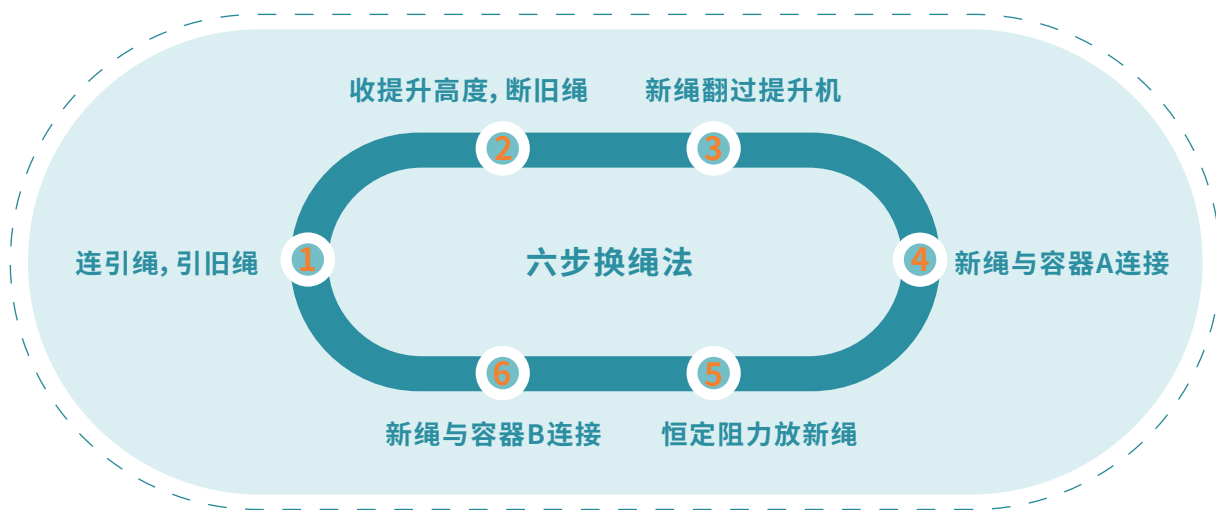 收提升高度，断旧绳
新绳翻过提升机
2
3
连引绳，引旧绳
1
六步换绳法
4
新绳与容器A连接
6
5
新绳与容器B连接
恒定阻力放新绳